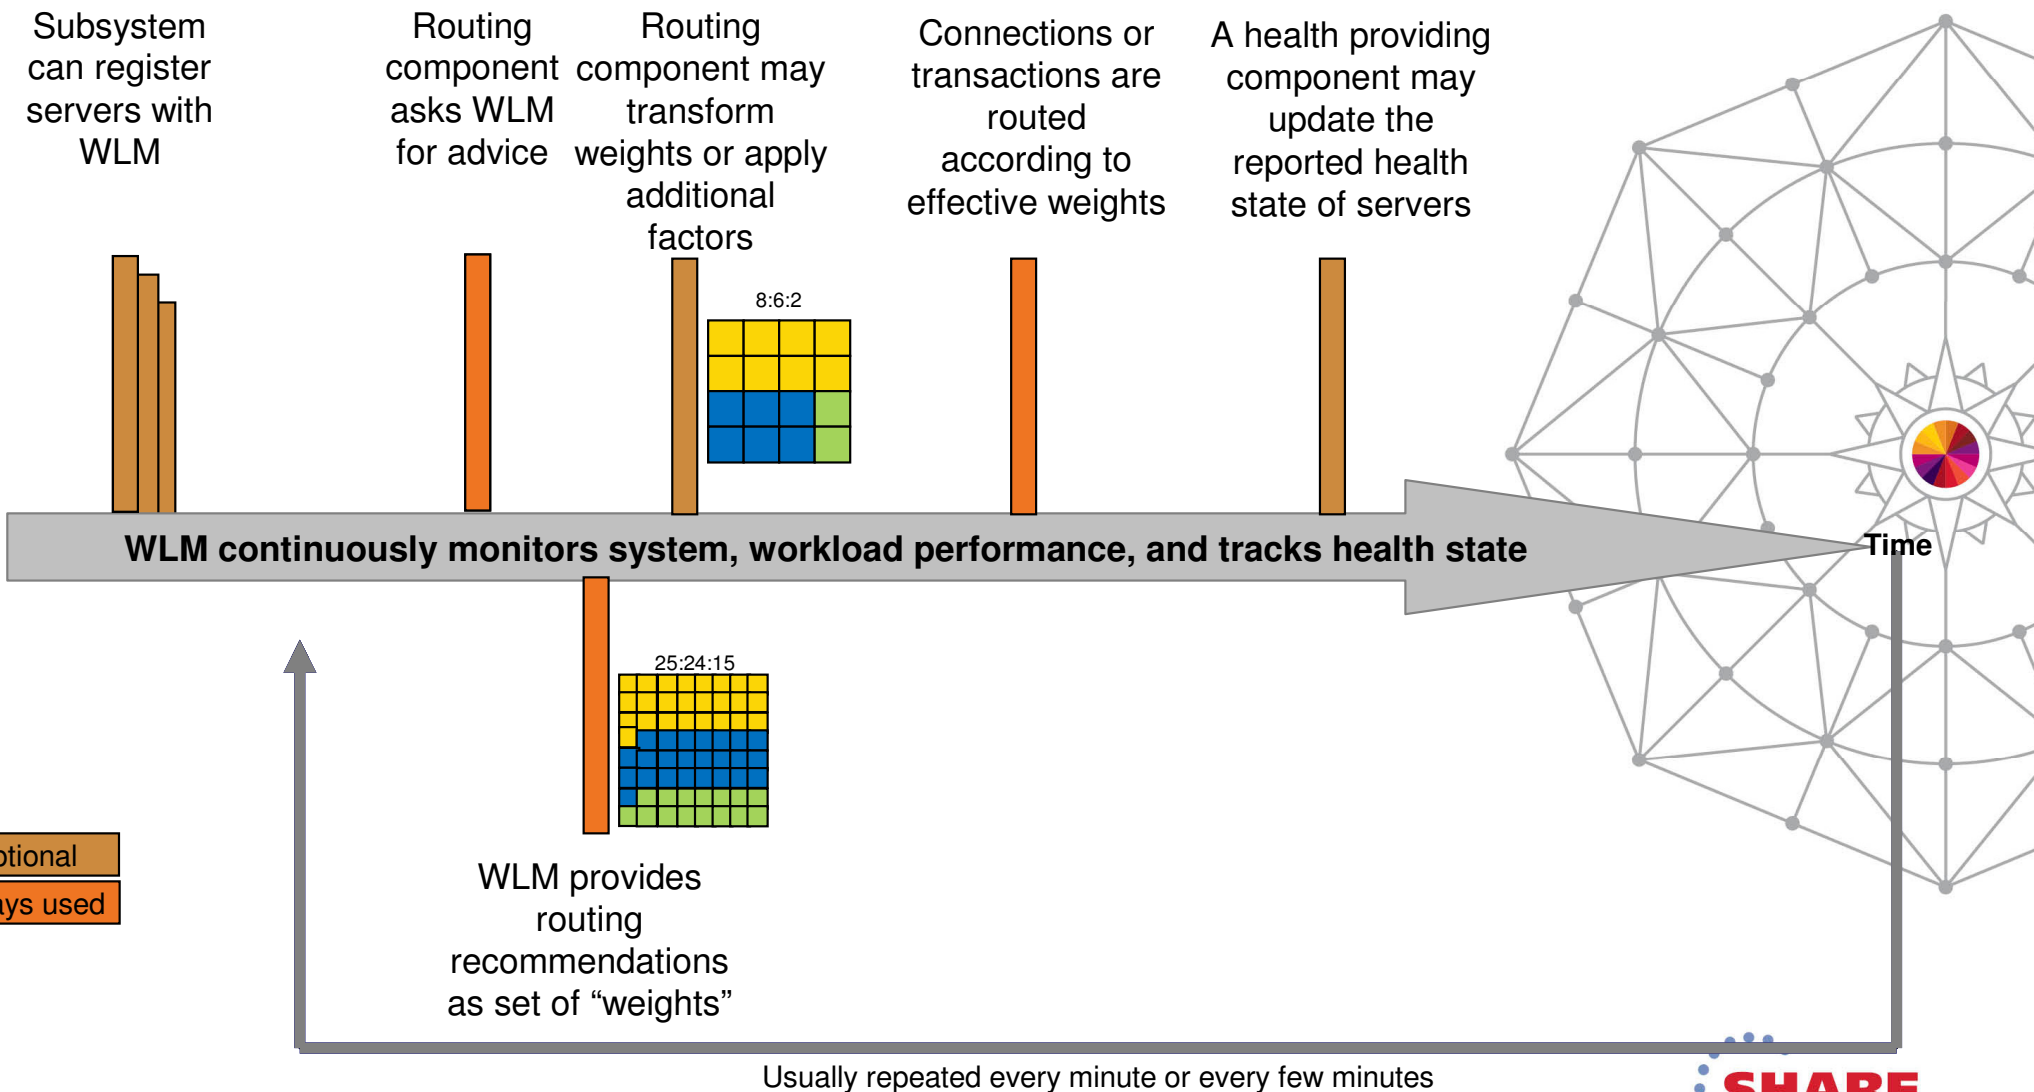 Subsystem
can register
servers with
WLM
Routing
component
asks WLM
for advice
Routing
component may
transform
weights or apply
additional
factors
Connections or
transactions are
routed
according to
effective weights
A health providing
component may
update the
reported health
state of servers
8:6:2
WLM continuously monitors system, workload performance, and tracks health state
Time
25:24:15
WLM provides
routing
recommendations
as set of “weights”
used
Usually repeated every minute or every few minutes
SHARE